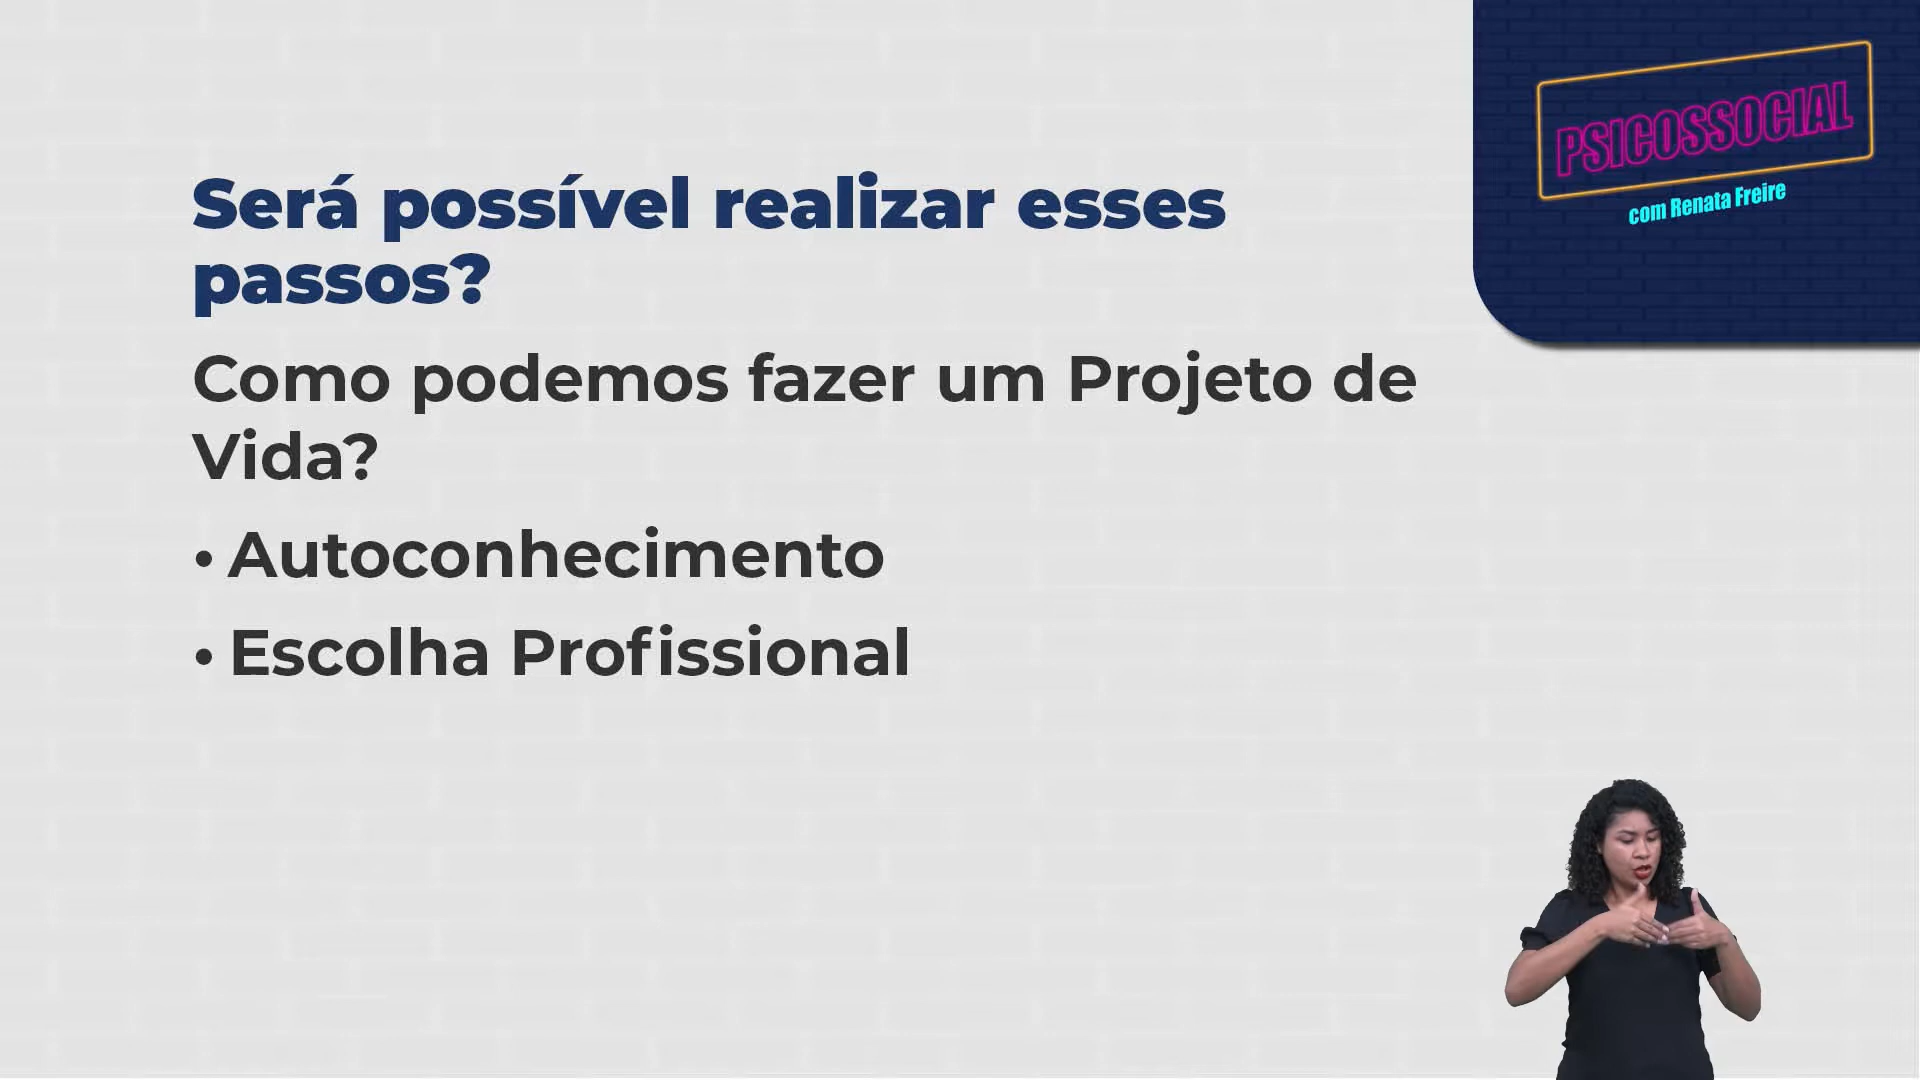 PSICOSSOCIAL
com Renata Freire
Será possível realizar esses
passos?
Como podemos fazer um Projeto de
Vida?
• Autoconhecimento
• Escolha Profissional